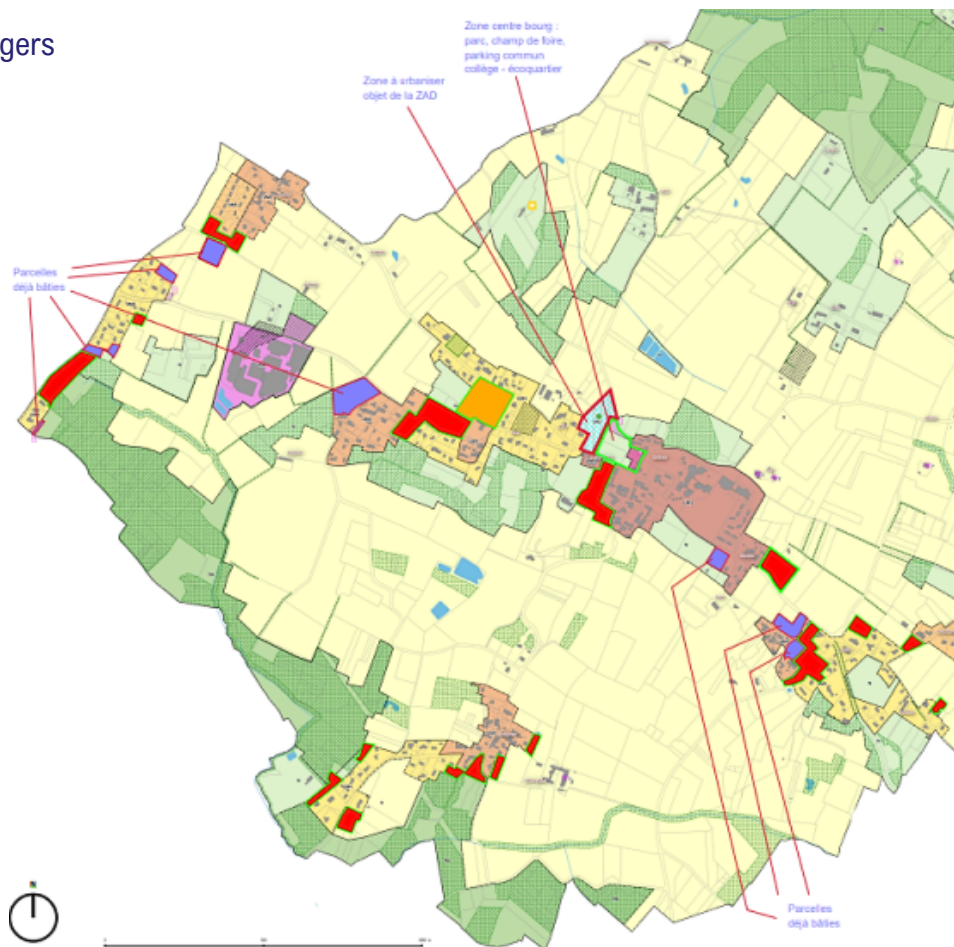 gers
Zone centre bourg :
parc, champ de foire,
parking commun
collège - écoquartier
Zone à urbaniser
objet de la ZAD
Parcelles
déjà bâties
N
Parcelles
déjà bâties